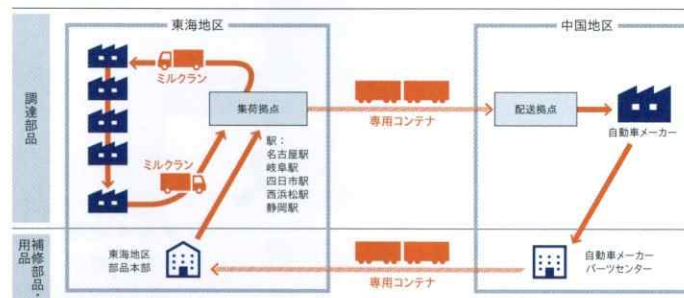 東海地区
中国地区
調達部品
ミルクラン
集荷拠点
専用コンテナ
配送拠点
自動車メーカー
ミルクラン
駅：
名古屋駅
岐阜駅
四日市駅
西浜松駅
静岡駅
補修部品・
用品
東海地区
部品本部
専用コンテナ
自動車メーカー
パーツセンター